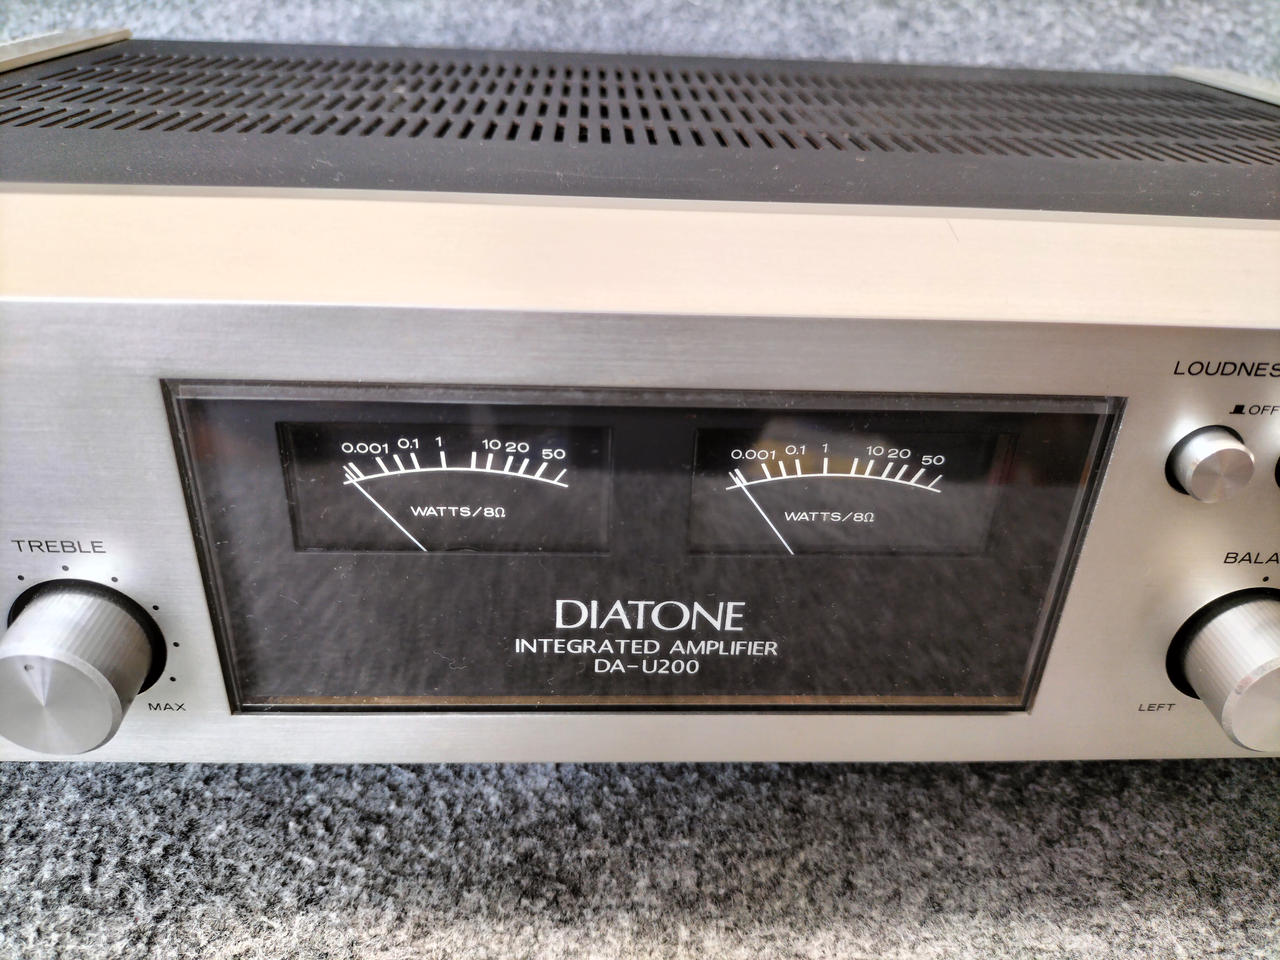 LOUDNES
OFF
0.001 0.1 1 10 20 50
WATTS/8Ω
0.001 0.1 1 10 20 50
WATTS/8Ω
TREBLE
MAX
BALA
LEFT
DIATONE
INTEGRATED AMPLIFIER
DA-U200